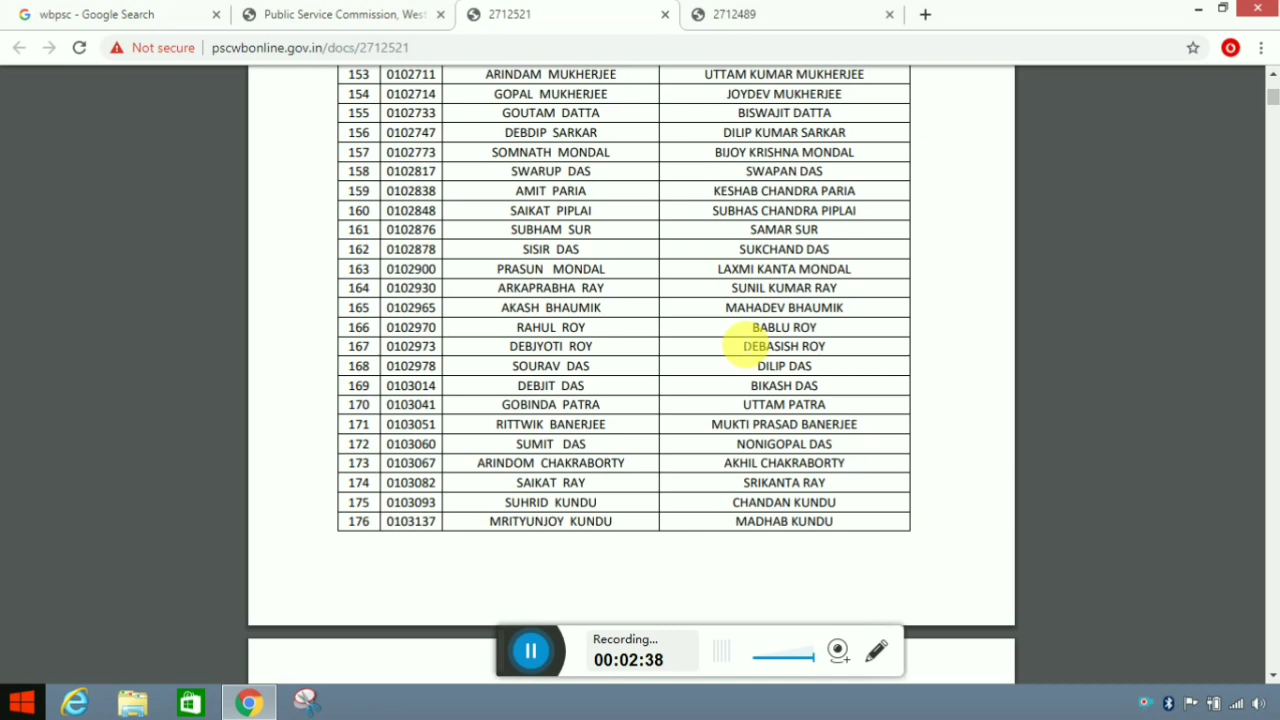 wbpsc - Google Search
Public Service Commission, West
2712521
2712489
Not secure
pscwbonline.gov.in/docs/2712521
153 0102711 ARINDAM MUKHERJEE UTTAM KUMAR MUKHERJEE
154 0102714 GOPAL MUKHERJEE JOYDEV MUKHERJEE
155 0102733 GOUTAM DATTA BISWAJIT DATTA
156 0102747 DEBDIP SARKAR DILIP KUMAR SARKAR
157 0102773 SOMNATH MONDAL BIJOY KRISHNA MONDAL
158 0102817 SWARUP DAS SWAPAN DAS
159 0102838 AMIT PARIA KESHAB CHANDRA PARIA
160 0102848 SAIKAT PIPLAI SUBHAS CHANDRA PIPLAI
161 0102876 SUBHAM SUR SAMAR SUR
162 0102878 SISIR DAS SUKCHAND DAS
163 0102900 PRASUN MONDAL LAXMI KANTA MONDAL
164 0102930 ARKAPRABHA RAY SUNIL KUMAR RAY
165 0102965 AKASH BHAUMIK MAHADEV BHAUMIK
166 0102970 RAHUL ROY BABLU ROY
167 0102973 DEBJYOTI ROY DEBASISH ROY
168 0102978 SOURAV DAS DILIP DAS
169 0103014 DEBJIT DAS BIKASH DAS
170 0103041 GOBINDA PATRA UTTAM PATRA
171 0103051 RITTWIK BANERJEE MUKTI PRASAD BANERJEE
172 0103060 SUMIT DAS NONIGOPAL DAS
173 0103067 ARINDOM CHAKRABORTY AKHIL CHAKRABORTY
174 0103082 SAIKAT RAY SRIKANTA RAY
175 0103093 SUHRID KUNDU CHANDAN KUNDU
176 0103137 MRITYUNJOY KUNDU MADHAB KUNDU
Recording...
00:02:38